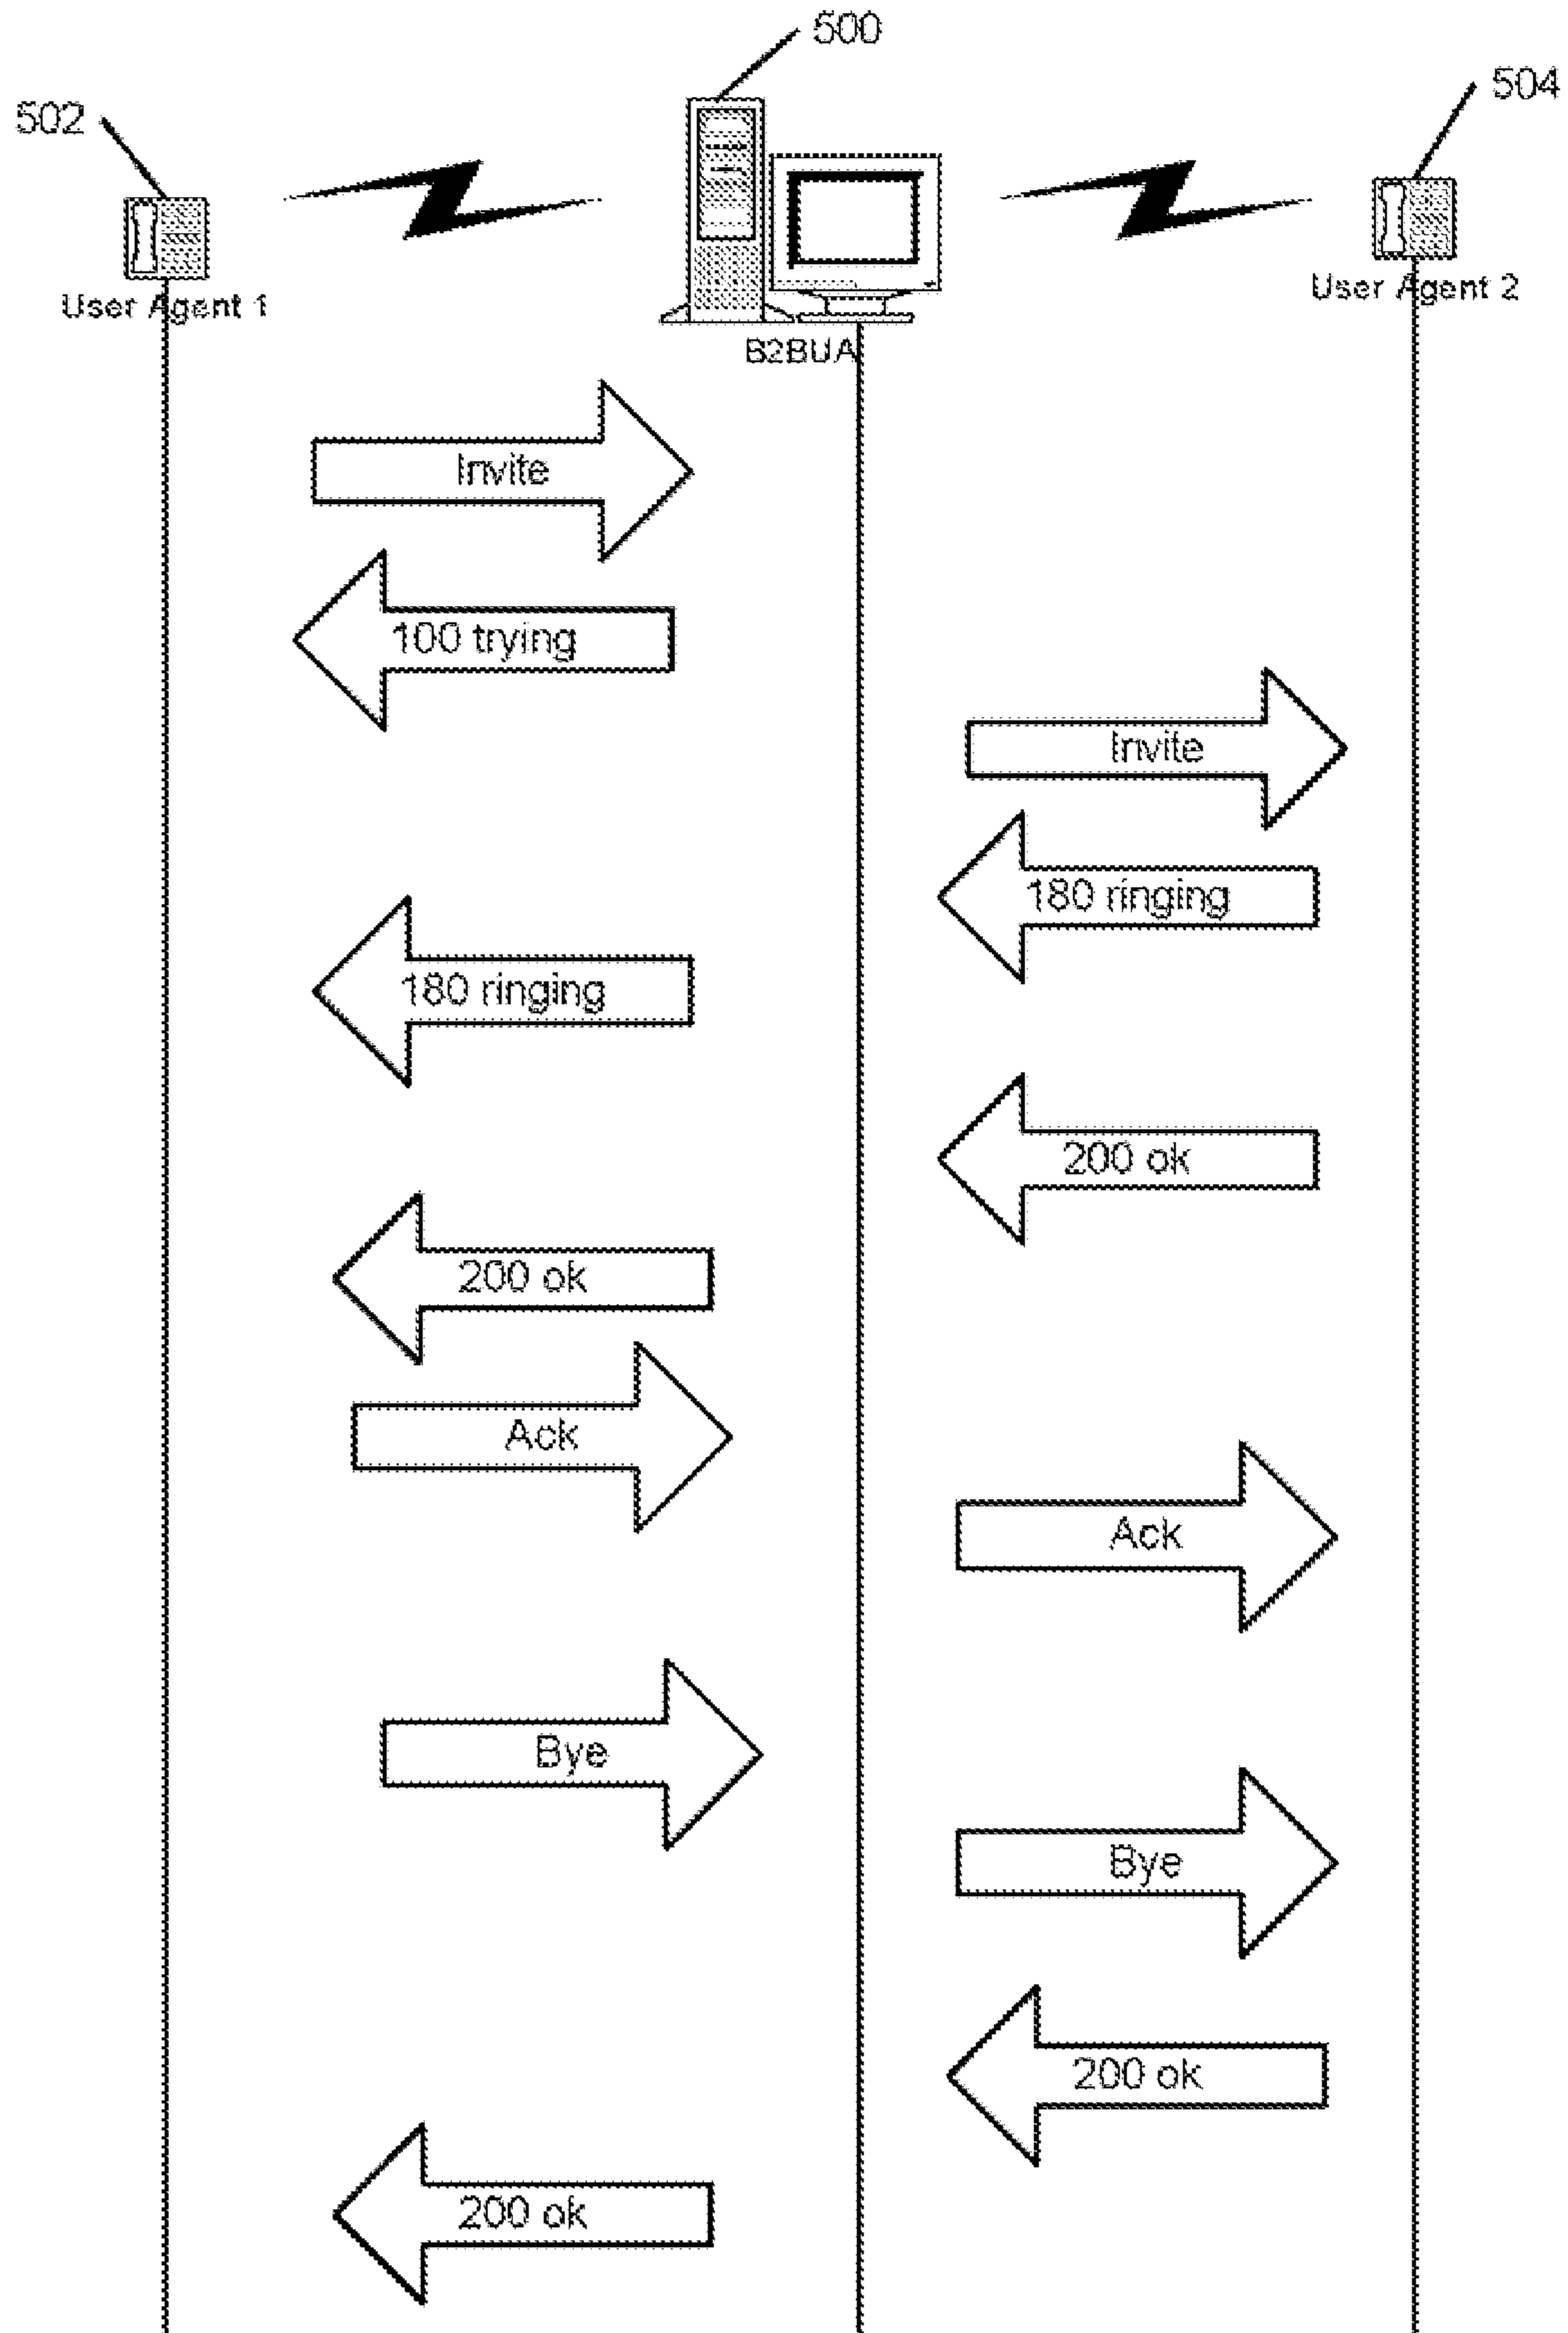 500
504
502
User Agent 1
User Agent 2
B2BUA
Invite
100 trying
Invite
180 ringing
180 ringing
200 ok
200 ok
Ack
Ack
Bye
Bye
200 ok
200 ok